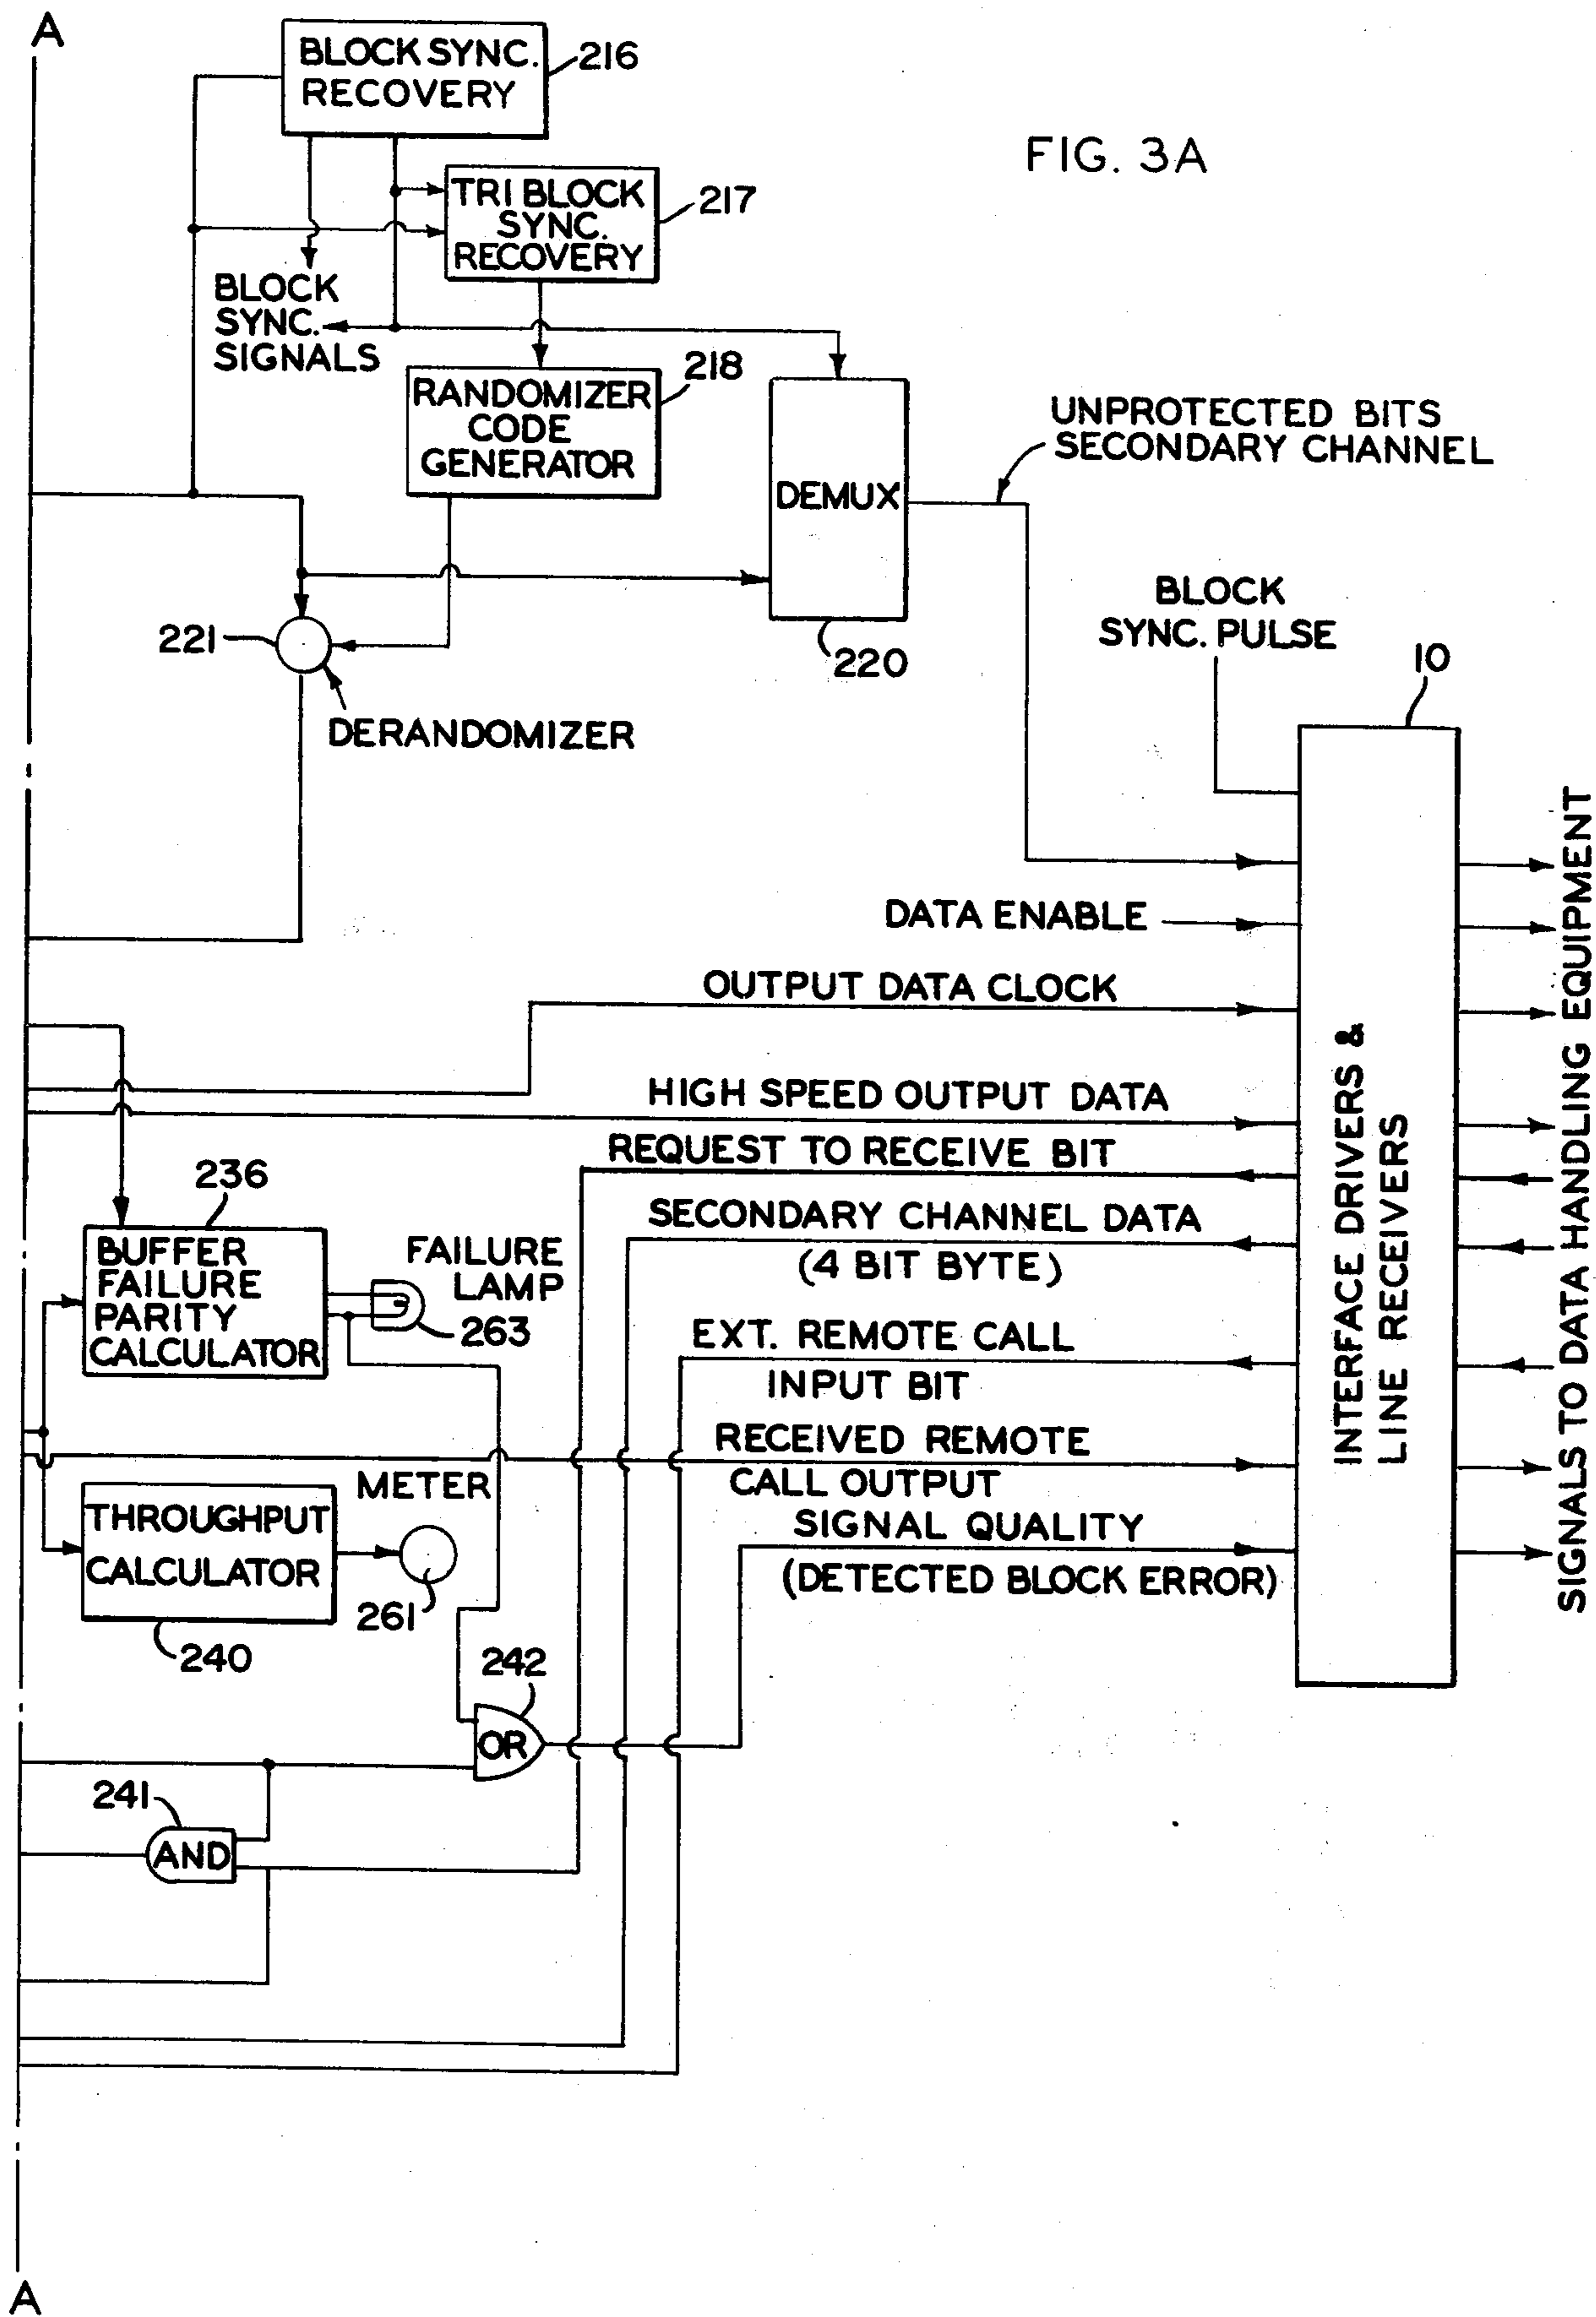 A
BLOCK SYNC.
RECOVERY
216
FIG. 3A
TRI BLOCK
SYNC.
RECOVERY
217
BLOCK
SYNC.
SIGNALS
RANDOMIZER
CODE
GENERATOR
218
UNPROTECTED BITS
SECONDARY CHANNEL
DEMUX
220
BLOCK
SYNC. PULSE
221
DERANDOMIZER
10
DATA ENABLE
OUTPUT DATA CLOCK
HIGH SPEED OUTPUT DATA
REQUEST TO RECEIVE BIT
SECONDARY CHANNEL DATA
(4 BIT BYTE)
236
BUFFER
FAILURE
PARITY
CALCULATOR
FAILURE
LAMP
263
EXT. REMOTE CALL
INPUT BIT
RECEIVED REMOTE
CALL OUTPUT
METER
THROUGHPUT
CALCULATOR
261
240
SIGNAL QUALITY
(DETECTED BLOCK ERROR)
INTERFACE DRIVERS &
LINE RECEIVERS
SIGNALS TO DATA HANDLING EQUIPMENT
242
OR
241
AND
A